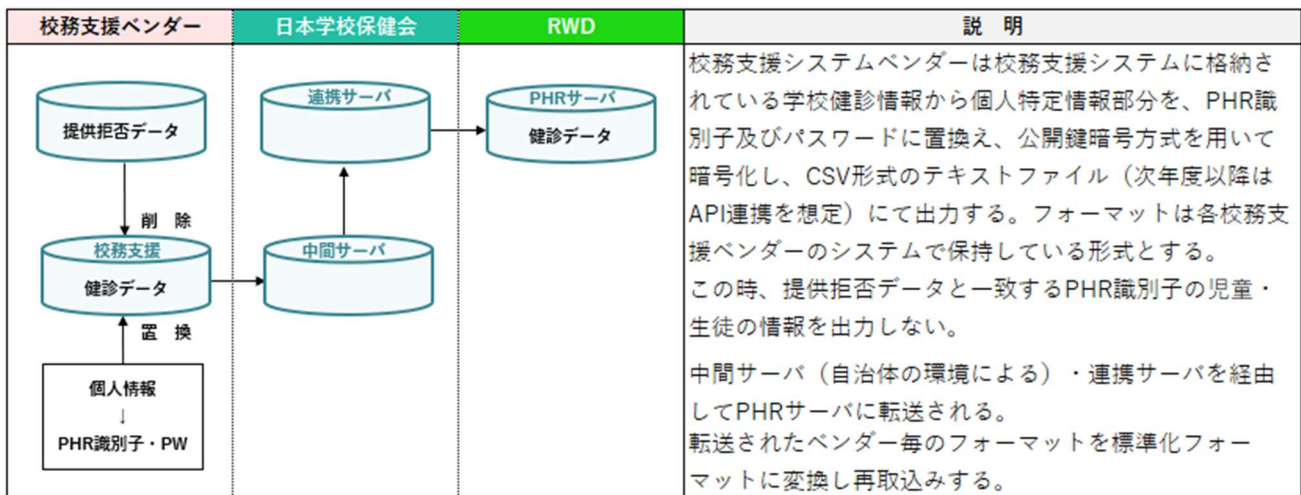 校務支援ベンダー
日本学校保健会
RWD
説　明
提供拒否データ
削　除
校務支援
健診データ
置　換
個人情報
↓
PHR識別子・PW
連携サーバ
中間サーバ
PHRサーバ
健診データ
校務支援システムベンダーは校務支援システムに格納さ
れている学校健診情報から個人特定情報部分を、PHR識
別子及びパスワードに置換え、公開鍵暗号方式を用いて
暗号化し、CSV形式のテキストファイル（次年度以降は
API連携を想定）にて出力する。フォーマットは各校務支
援ベンダーのシステムで保持している形式とする。
この時、提供拒否データと一致するPHR識別子の児童・
生徒の情報を出力しない。
中間サーバ（自治体の環境による）・連携サーバを経由
してPHRサーバに転送される。
転送されたベンダー毎のフォーマットを標準化フォー
マットに変換し再取込みする。